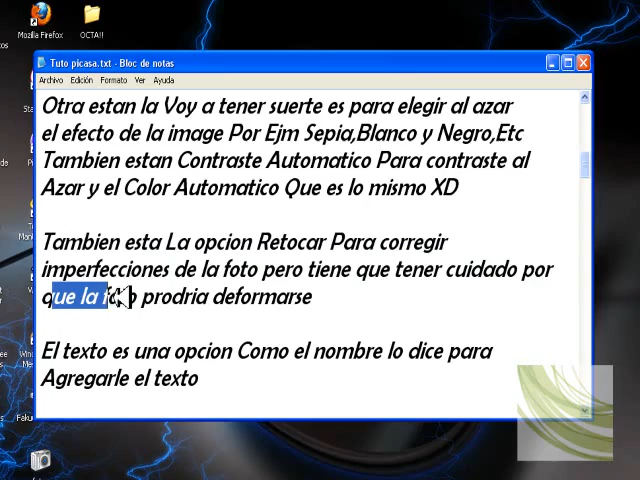 Mozilla Firefox
OCTA!!
Tuto picasa.txt - Bloc de notas
Archivo Edición Formato Ver Ayuda
Otra estan la Voy a tener suerte es para elegir al azar
el efecto de la image Por Ejm Sepia,Blanco y Negro,Etc
Tambien estan Contraste Automatico Para contraste al
Azar y el Color Automatico Que es lo mismo XD
Tambien esta La opcion Retocar Para corregir
imperfecciones de la foto pero tiene que tener cuidado por
que la foto prodria deformarse
El texto es una opcion Como el nombre lo dice para
Agregarle el texto